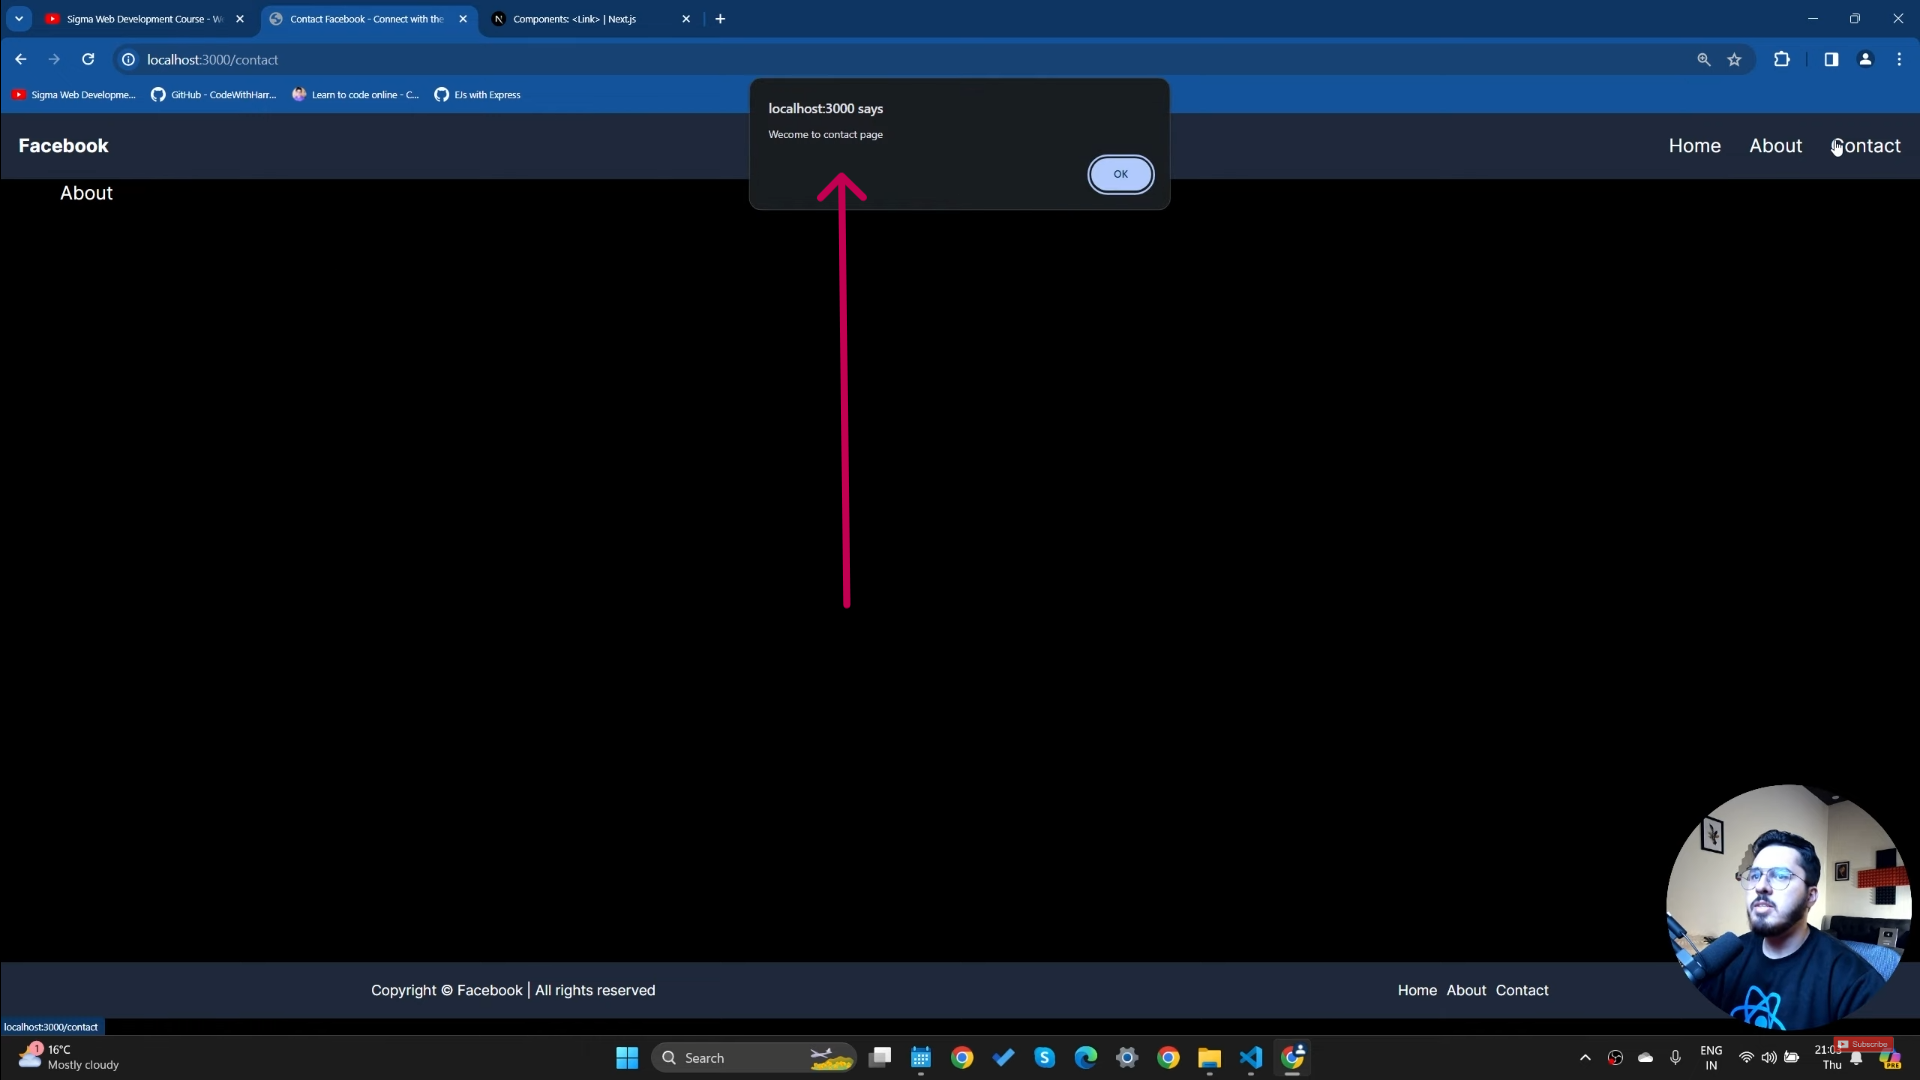 Sigma Web Development Course - W
Contact Facebook - Connect with the
Components: <Link> | Next.js
localhost:3000/contact
Sigma Web Developme...
GitHub - CodeWithHarr...
Learn to code online - C...
EJs with Express
localhost:3000 says
Wecome to contact page
OK
Facebook
Home About Contact
About
Copyright © Facebook | All rights reserved
Home About Contact
localhost:3000/contact
1
16°C
Mostly cloudy
Search
ENG
IN
Thu
Subscribe
PRE